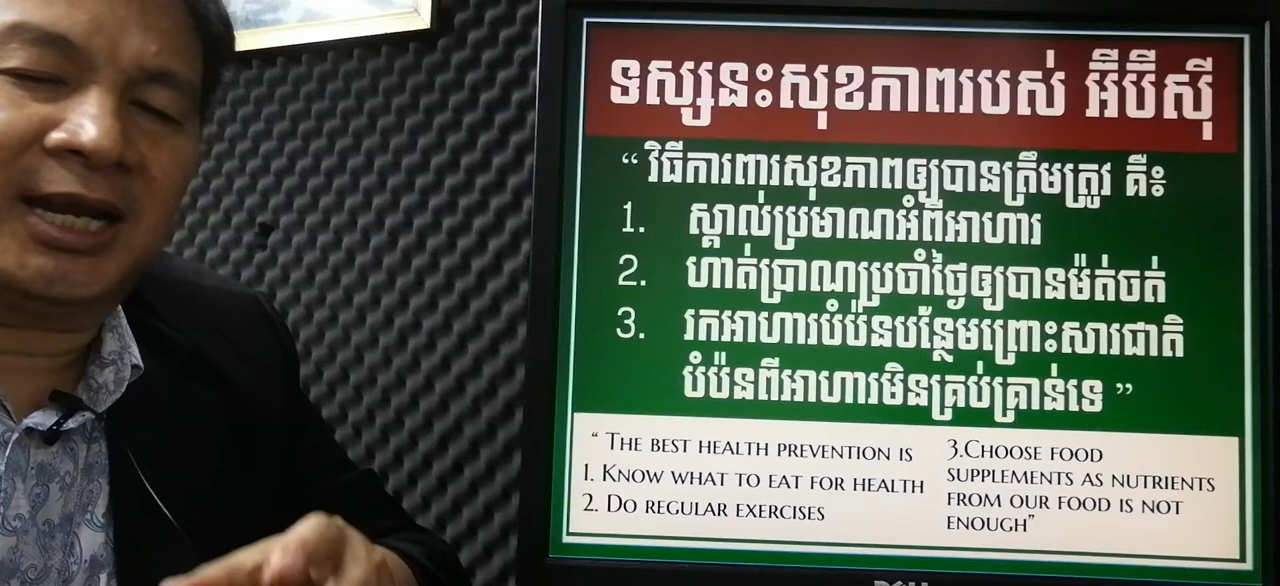 ទស្សនះសុខភាពរបស់ អ៊ីប៊ីស៊ី
“ វិធីការពារសុខភាពឲ្យបានត្រឹមត្រូវ គឺ៖
1. ស្គាល់ប្រមាណអំពីអាហារ
2. ហាត់ប្រាណប្រចាំថ្ងៃឲ្យបានម៉ត់ចត់
3. រកអាហារបំប៉នបន្ថែមព្រោះសារជាតិ
បំប៉នពីអាហារមិនគ្រប់គ្រាន់ទេ ”
“ THE BEST HEALTH PREVENTION IS
1. KNOW WHAT TO EAT FOR HEALTH
2. DO REGULAR EXERCISES
3.CHOOSE FOOD
SUPPLEMENTS AS NUTRIENTS
FROM OUR FOOD IS NOT
ENOUGH”